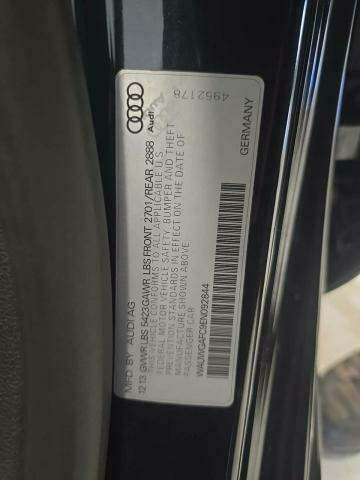 Audi
4952178
MFD BY AUDI AG
GERMANY
12.13 GVWR LBS 5423 GAWR LBS FRONT 2701/REAR 2888
VEHICLE CONFORMS TO ALL APPLICABLE U.S.
FEDERAL MOTOR VEHICLE SAFETY, BUMPER AND THEFT
PREVENTION STANDARDS IN EFFECT ON THE DATE OF
MANUFACTURE SHOWN ABOVE
PASSENGER CAR
WAUWGAFC9EN092844